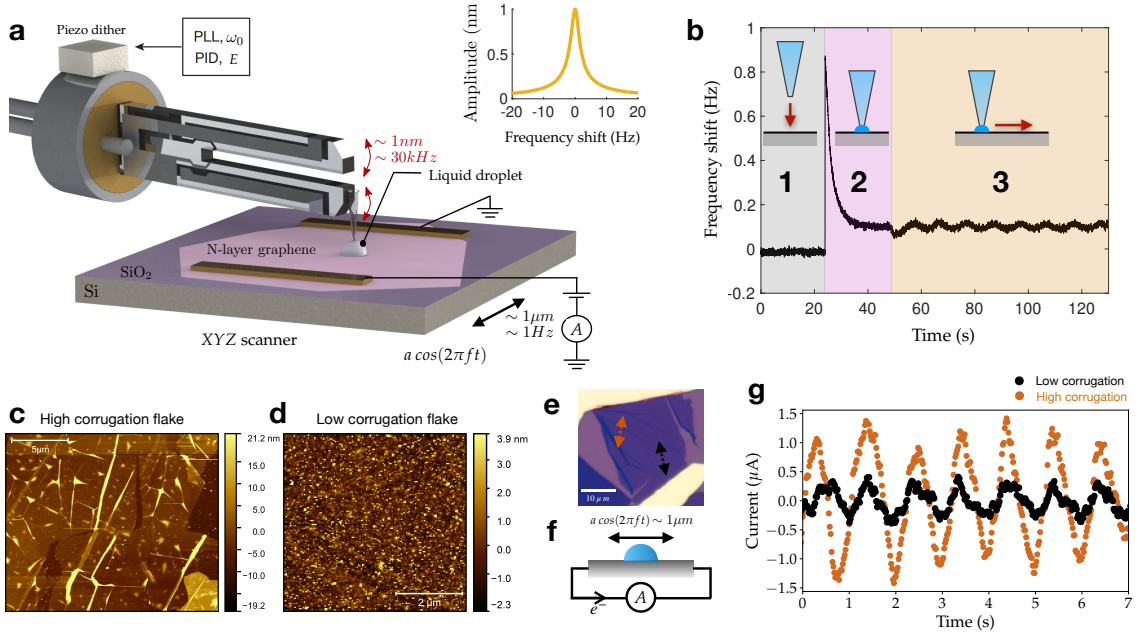 a
Piezo dither
PLL, ω₀
PID, E
~ 1nm
~ 30kHz
Liquid droplet
N-layer graphene
SiO₂
Si
XYZ scanner
~ 1μm
~ 1Hz
a cos(2πft)
A
Amplitude (nm)
1
0.5
0
-20
0
20
Frequency shift (Hz)
b
Frequency shift (Hz)
1
0.8
0.6
0.4
0.2
0
-0.2
1
2
3
0
20
40
60
80
100
120
Time (s)
c
High corrugation flake
5μm
21.2 nm
15.0
10.0
5.0
0.0
−5.0
−10.0
−19.2
d
Low corrugation flake
2 μm
3.9 nm
3.0
2.0
1.0
0.0
−1.0
−2.3
e
10 μm
f
a cos(2πft) ~ 1μm
e⁻
A
g
Low corrugation
High corrugation
Current (μA)
1.5
1.0
0.5
0.0
−0.5
−1.0
−1.5
0
1
2
3
4
5
6
7
Time (s)